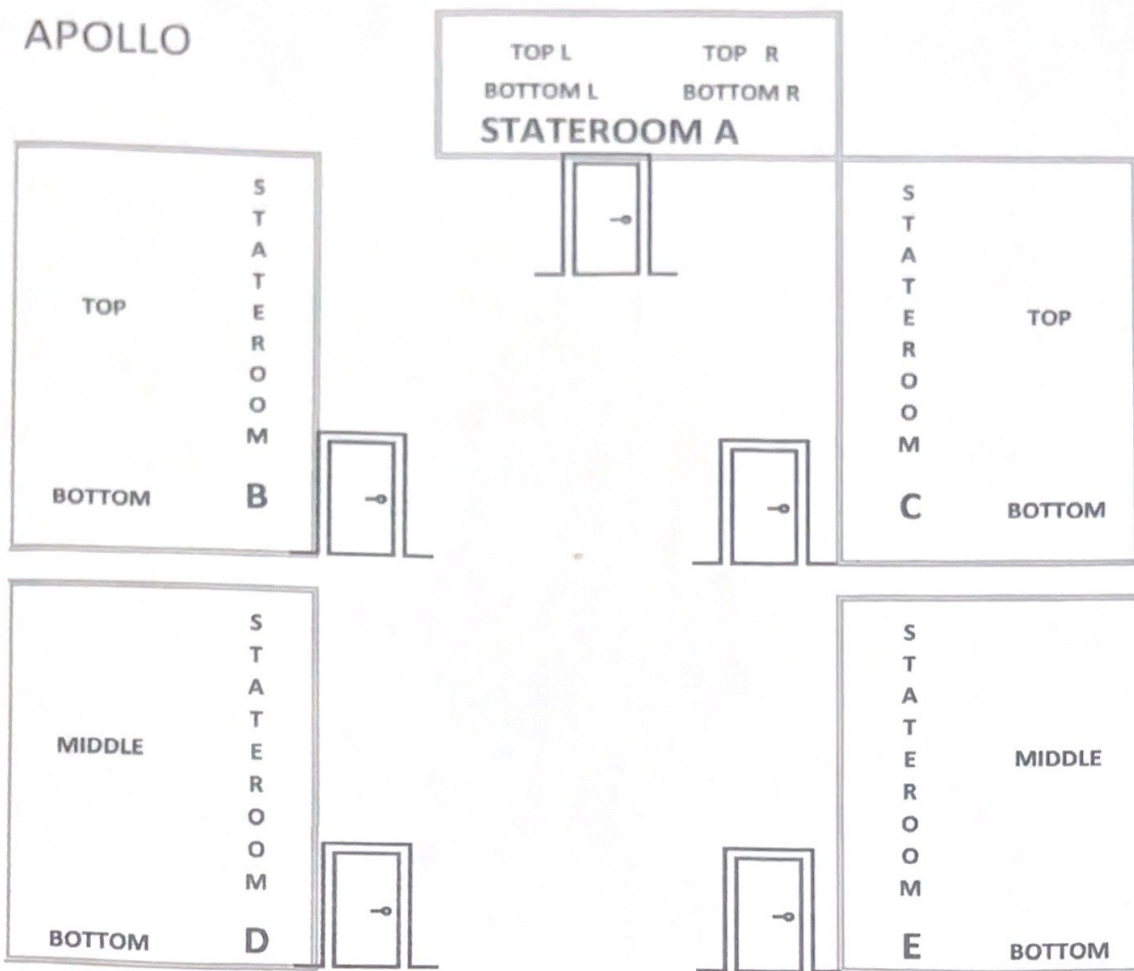 APOLLO
TOP L TOP R
BOTTOM L BOTTOM R
STATEROOM A
STATEROOM B
TOP
BOTTOM
STATEROOM C
TOP
BOTTOM
STATEROOM D
MIDDLE
BOTTOM
STATEROOM E
MIDDLE
BOTTOM